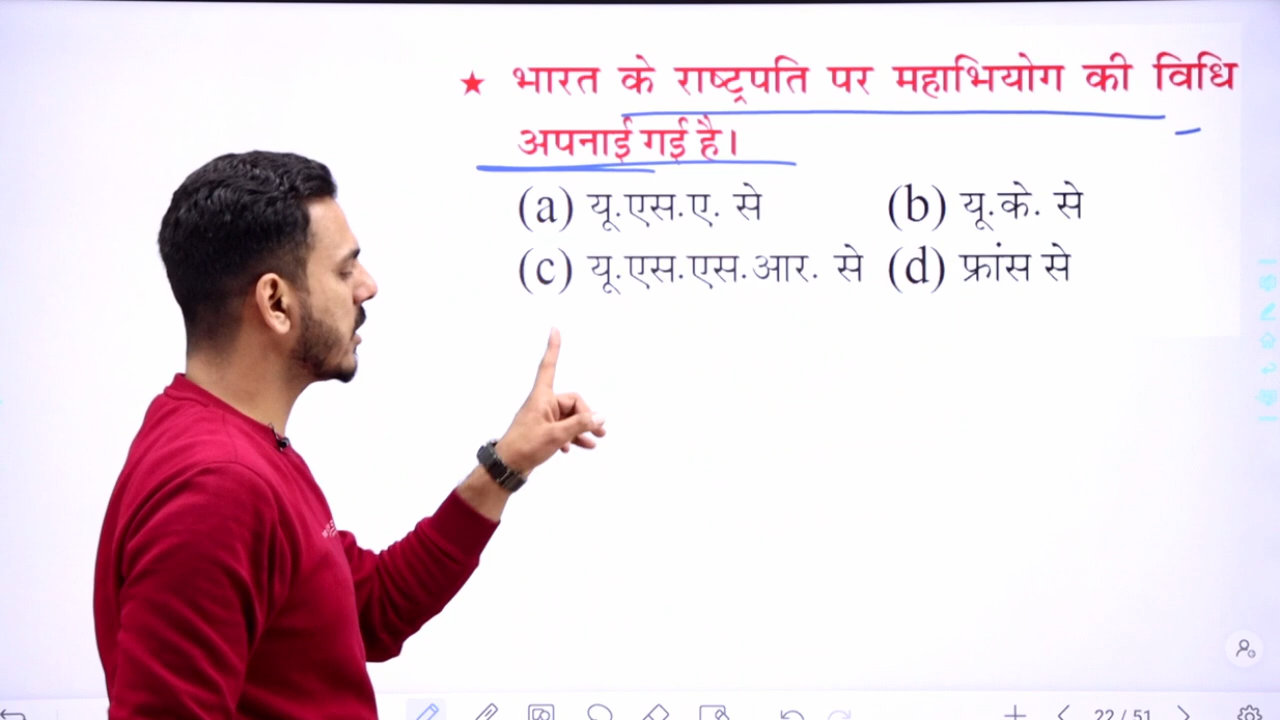 ★ भारत के राष्ट्रपति पर महाभियोग की विधि
अपनाई गई है।
(a) यू.एस.ए. से (b) यू.के. से
(c) यू.एस.एस.आर. से (d) फ्रांस से
22 / 51